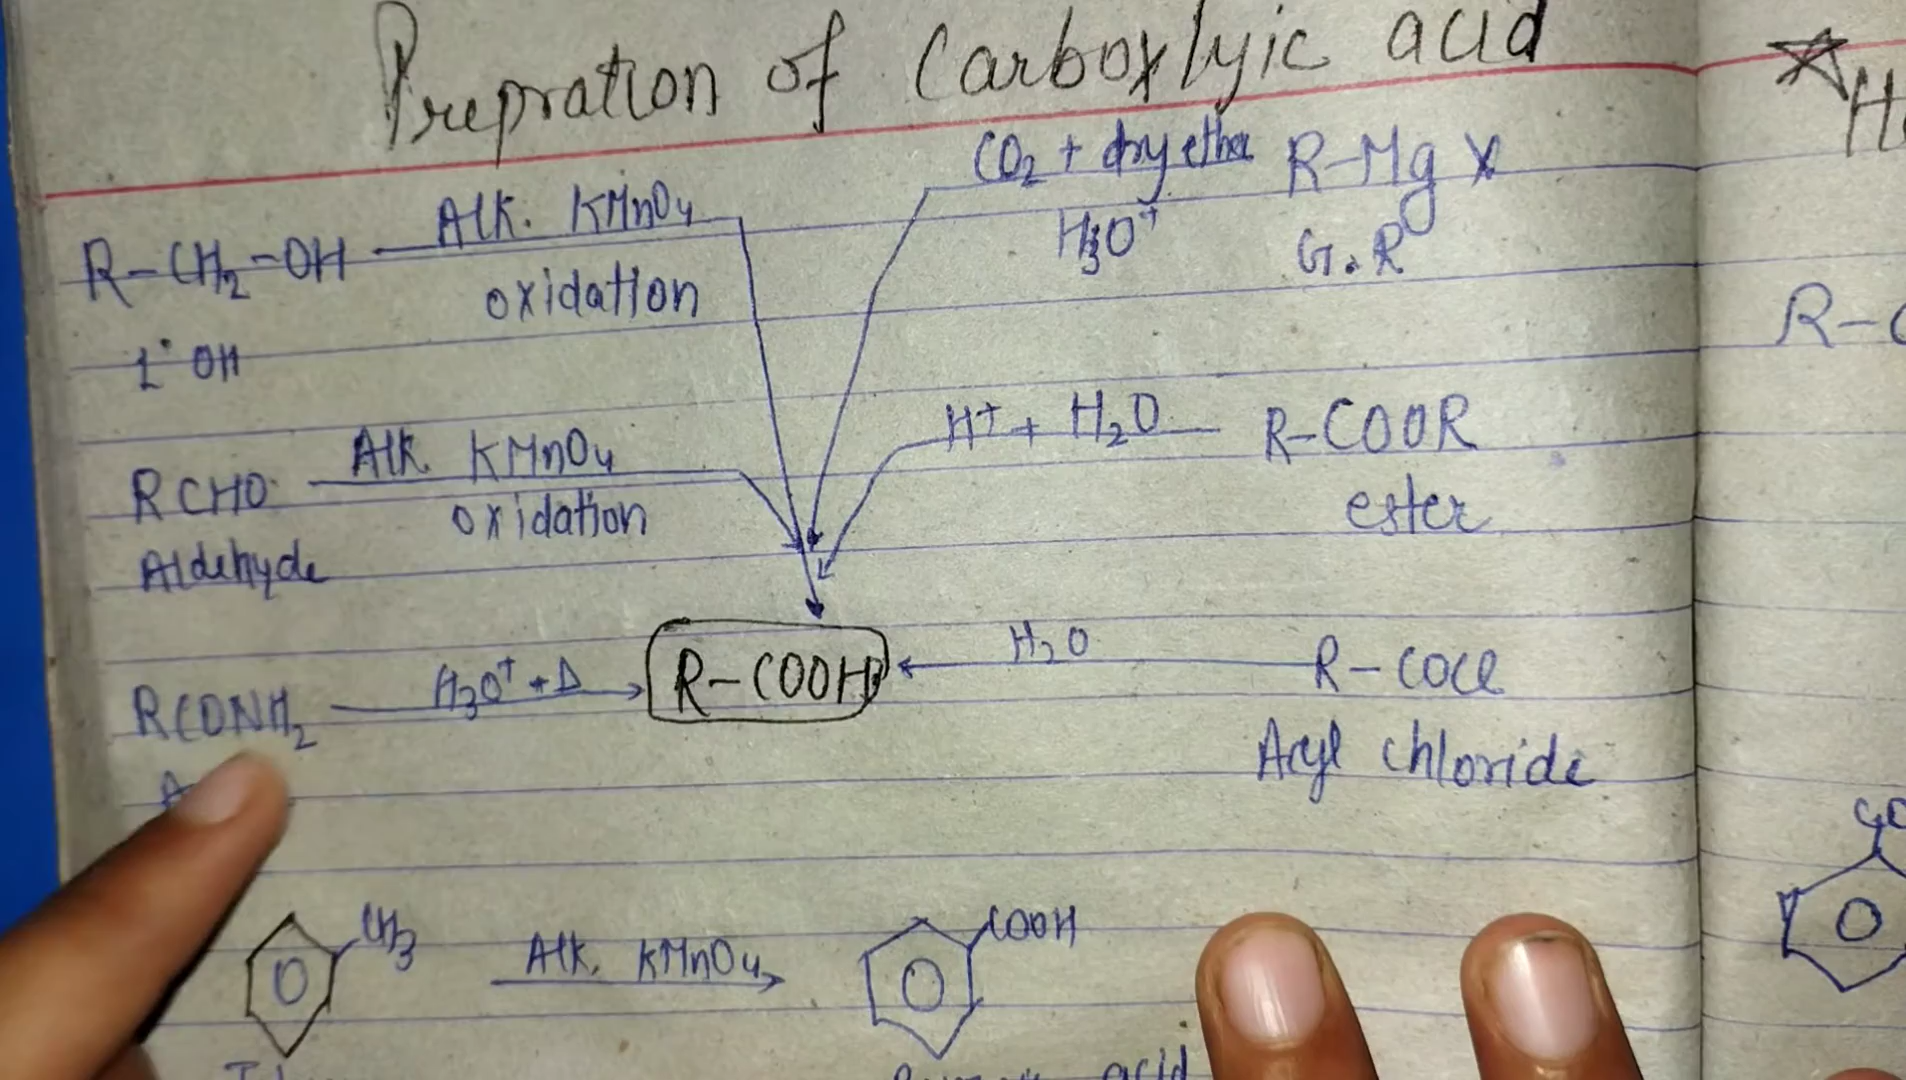 Prepration of Carboxlyic acid
CO₂ + dry ether R-Mg X
H₃O⁺ G.R
R-CH₂-OH Alk. KMnO₄
oxidation
1° OH
H⁺ + H₂O R-COOR
ester
RCHO Alk. KMnO₄
oxidation
Aldehyde
RCONH₂ H₃O⁺ + Δ R-COOH H₂O R-COCl
Acyl chloride
CH₃ Alk. KMnO₄ COOH
acid
R-